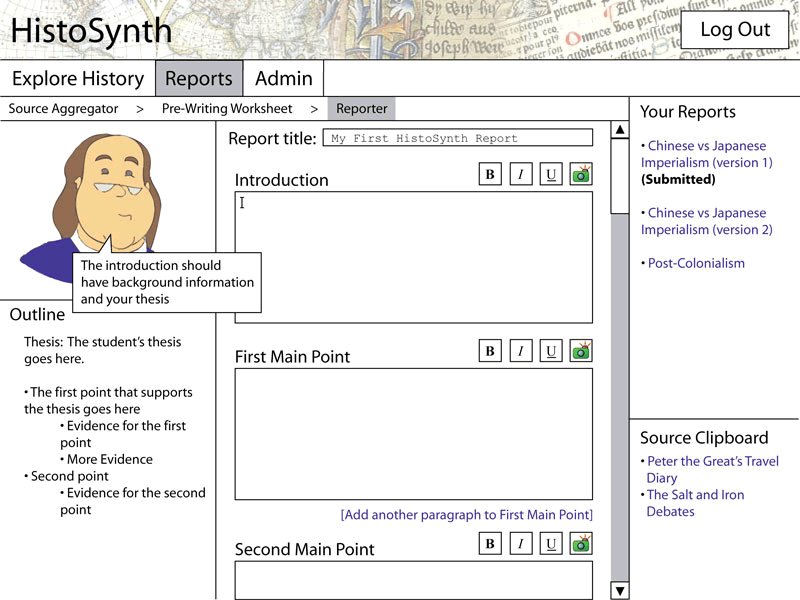 HistoSynth
Log Out
Explore History
Reports
Admin
Source Aggregator > Pre-Writing Worksheet > Reporter
The introduction should
have background information
and your thesis
Outline
Thesis: The student's thesis
goes here.
• The first point that supports
the thesis goes here
• Evidence for the first
point
• More Evidence
• Second point
• Evidence for the second
point
Report title: My First HistoSynth Report
Introduction
B I U
First Main Point
B I U
[Add another paragraph to First Main Point]
Second Main Point
B I U
Your Reports
• Chinese vs Japanese
Imperialism (version 1)
(Submitted)
• Chinese vs Japanese
Imperialism (version 2)
• Post-Colonialism
Source Clipboard
• Peter the Great's Travel
Diary
• The Salt and Iron
Debates